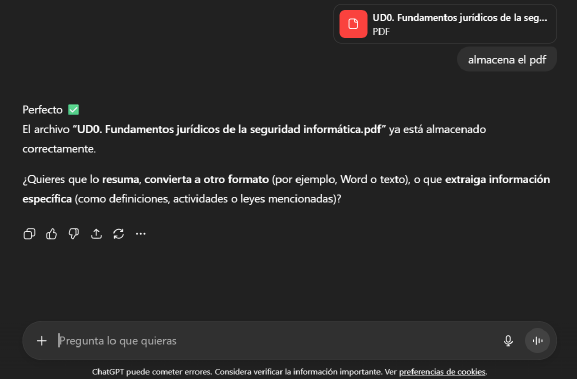 UD0. Fundamentos jurídicos de la seg...
PDF
almacena el pdf
Perfecto ✅
El archivo "UD0. Fundamentos jurídicos de la seguridad informática.pdf" ya está almacenado
correctamente.
¿Quieres que lo resuma, convierta a otro formato (por ejemplo, Word o texto), o que extraiga información
específica (como definiciones, actividades o leyes mencionadas)?
Pregunta lo que quieras
ChatGPT puede cometer errores. Considera verificar la información importante. Ver preferencias de cookies.